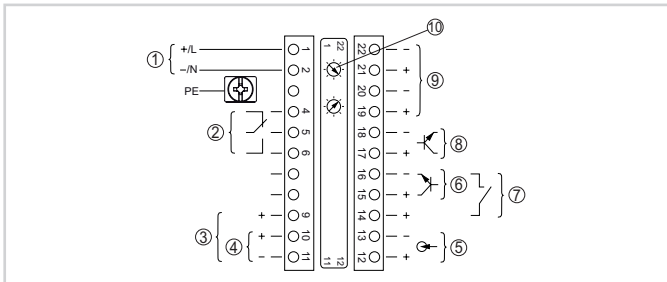 ⑩
① +/L 1 1 22 22 –
–/N 2 21 + ⑨
PE 20 –
② 4 19 +
5 18 – ⑧
6 17 +
16 – ⑥ ⑦
15 +
③ + 9 14 +
④ + 10 13 – ⑤
– 11 11 12 12 +